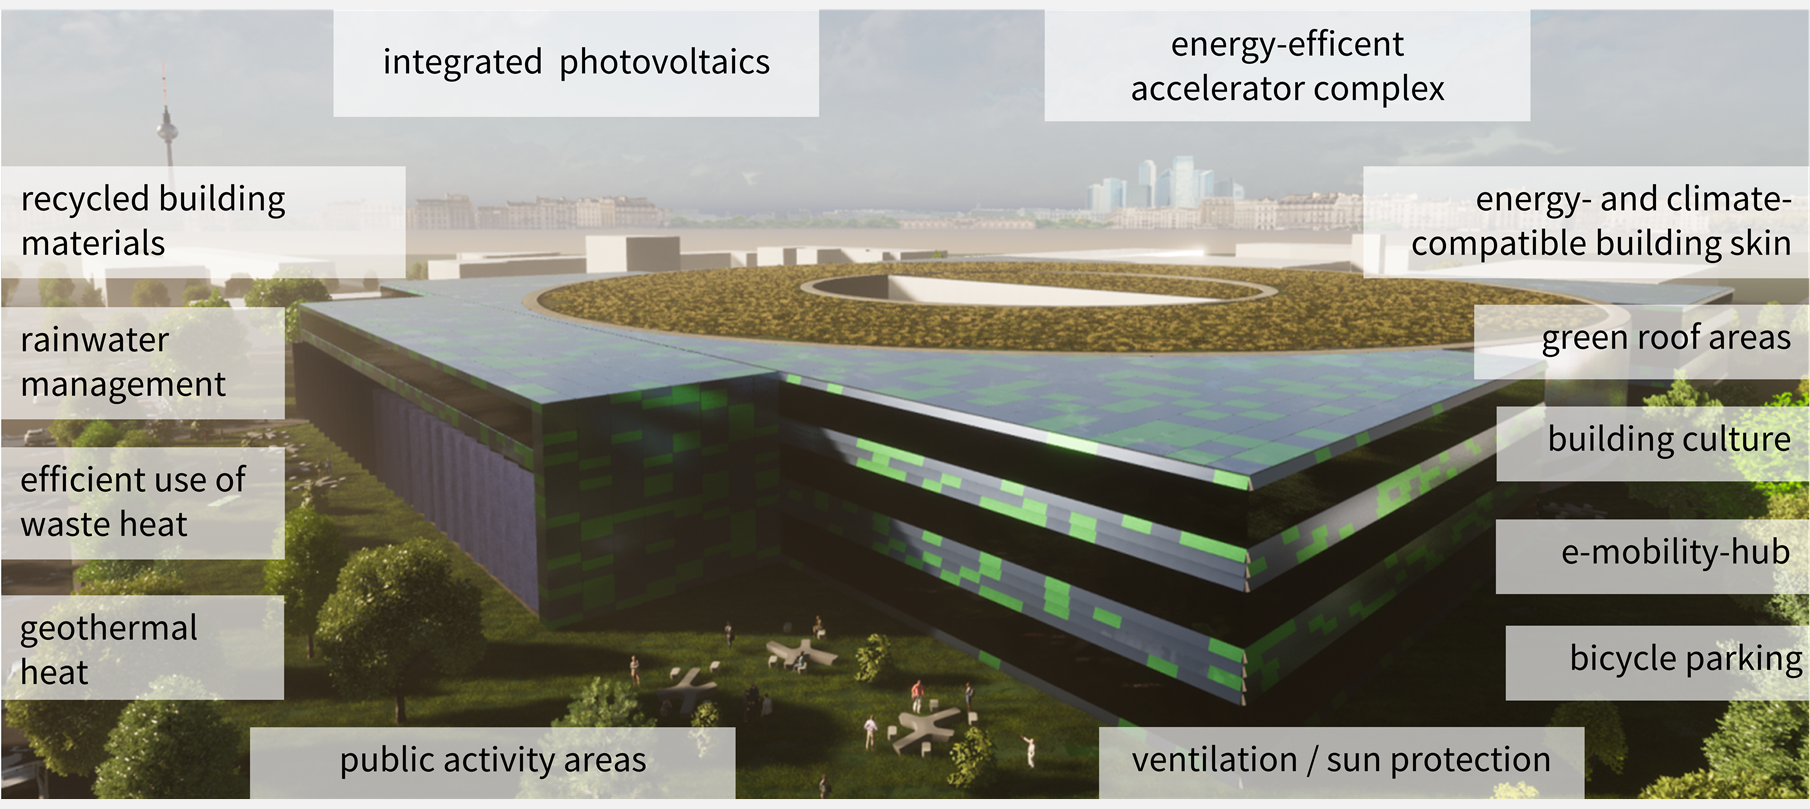 integrated photovoltaics
energy-efficent
accelerator complex
recycled building
materials
energy- and climate-
compatible building skin
rainwater
management
green roof areas
building culture
efficient use of
waste heat
e-mobility-hub
geothermal
heat
bicycle parking
public activity areas
ventilation / sun protection